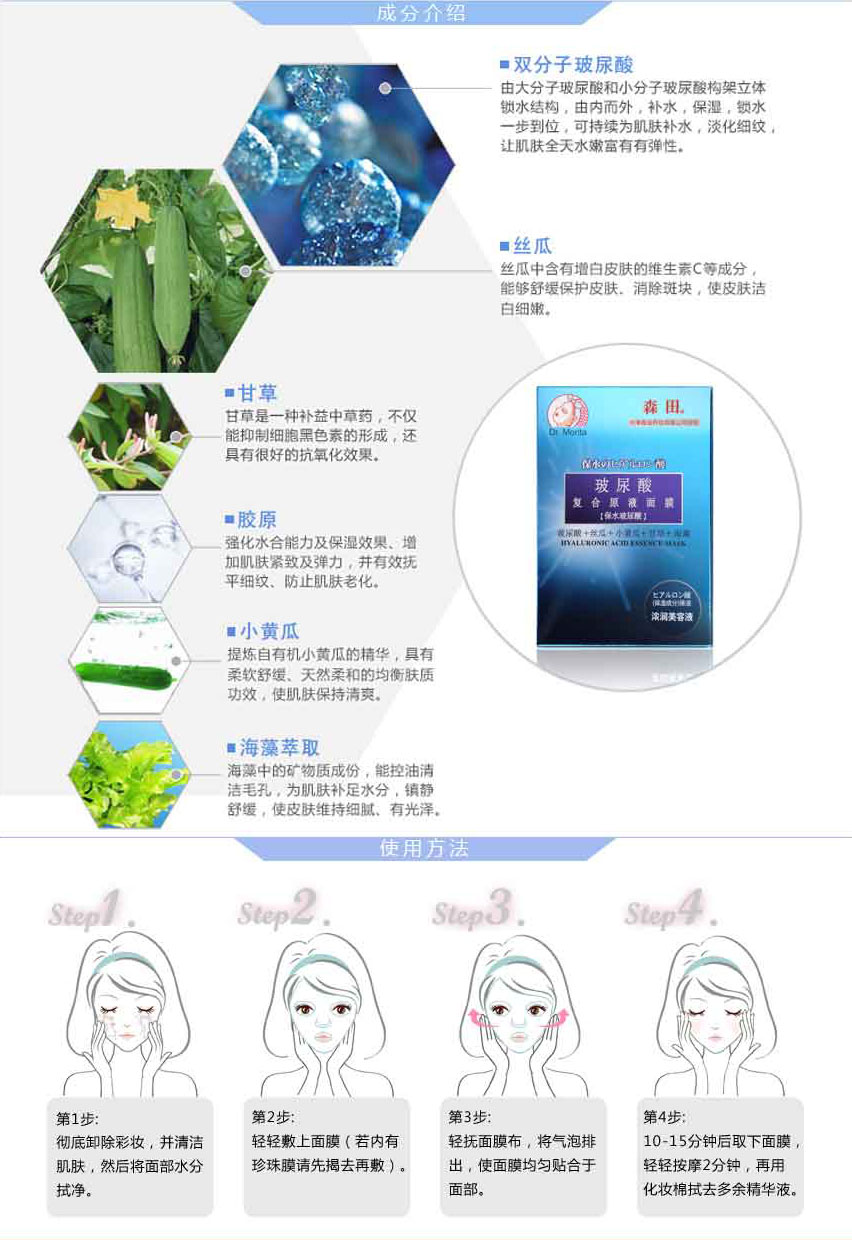 成分介绍
双分子玻尿酸
由大分子玻尿酸和小分子玻尿酸构架立体
锁水结构，由内而外，补水，保湿，锁水
一步到位，可持续为肌肤补水，淡化细纹，
让肌肤全天水嫩富有有弹性。
丝瓜
丝瓜中含有增白皮肤的维生素C等成分，
能够舒缓保护皮肤、消除斑块，使皮肤洁
白细嫩。
甘草
甘草是一种补益中草药，不仅
能抑制细胞黑色素的形成，还
具有很好的抗氧化效果。
胶原
强化水合能力及保湿效果、增
加肌肤紧致及弹力，并有效抚
平细纹、防止肌肤老化。
小黄瓜
提炼自有机小黄瓜的精华，具有
柔软舒缓、天然柔和的均衡肤质
功效，使肌肤保持清爽。
海藻萃取
海藻中的矿物质成份，能控油清
洁毛孔，为肌肤补足水分，镇静
舒缓，使皮肤维持细腻、有光泽。
Dr. Morita
森田
保水のヒアルロン酸
玻尿酸
复合原液面膜
【保水玻尿酸】
玻尿酸+丝瓜+小黄瓜+甘草+海藻
HYALURONIC ACID ESSENCE MASK
ヒアルロン酸
(保湿成分)保湿
浓润美容液
使用方法
Step1.
Step2.
Step3.
Step4.
第1步:
彻底卸除彩妆，并清洁
肌肤，然后将面部水分
拭净。
第2步:
轻轻敷上面膜（若内有
珍珠膜请先揭去再敷）。
第3步:
轻抚面膜布，将气泡排
出，使面膜均匀贴合于
面部。
第4步:
10-15分钟后取下面膜，
轻轻按摩2分钟，再用
化妆棉拭去多余精华液。